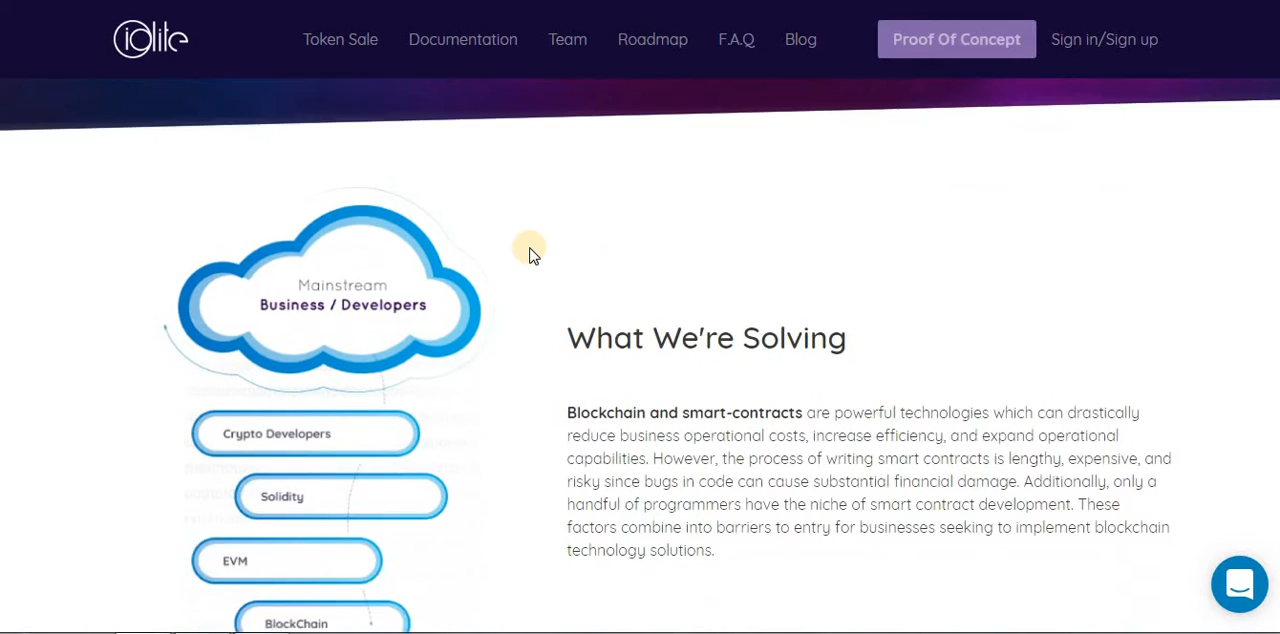 iOlite
Token Sale
Documentation
Team
Roadmap
F.A.Q
Blog
Proof Of Concept
Sign in/Sign up
Mainstream
Business / Developers
Crypto Developers
Solidity
EVM
BlockChain
What We're Solving
Blockchain and smart-contracts are powerful technologies which can drastically
reduce business operational costs, increase efficiency, and expand operational
capabilities. However, the process of writing smart contracts is lengthy, expensive, and
risky since bugs in code can cause substantial financial damage. Additionally, only a
handful of programmers have the niche of smart contract development. These
factors combine into barriers to entry for businesses seeking to implement blockchain
technology solutions.